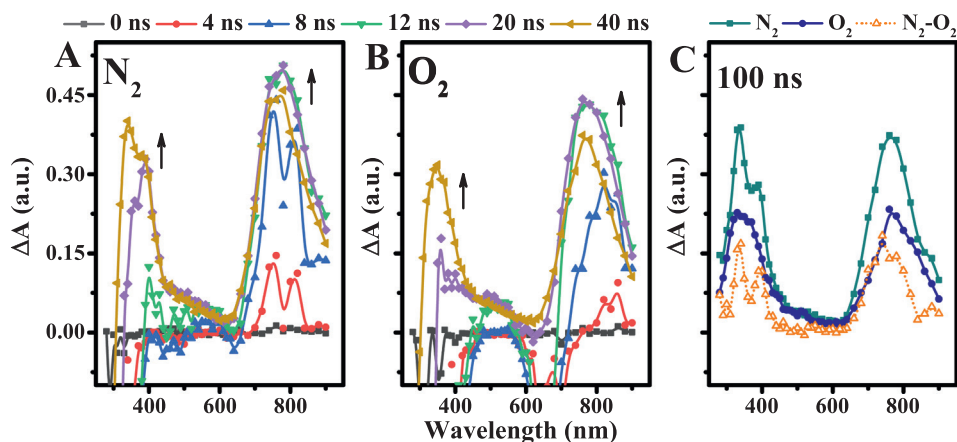 0 ns 4 ns 8 ns 12 ns 20 ns 40 ns
N₂ O₂ N₂-O₂
A N₂
B O₂
C
100 ns
ΔA (a.u.)
0.45
0.30
0.15
0.00
ΔA (a.u.)
ΔA (a.u.)
400 600 800
400 600 800
400 600 800
Wavelength (nm)